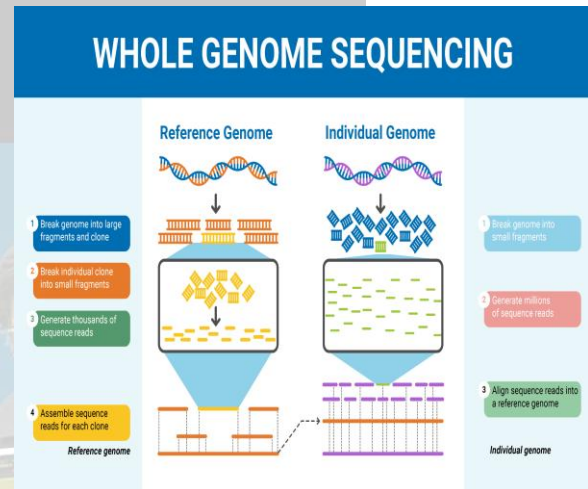 WHOLE GENOME SEQUENCING
Reference Genome
Individual Genome
1 Break genome into large
fragments and clone
2 Break individual clone
into small fragments
3 Generate thousands of
sequence reads
4 Assemble sequence
reads for each clone
Reference genome
1 Break genome into
small fragments
2 Generate millions
of sequence reads
3 Align sequence reads into
a reference genome
Individual genome